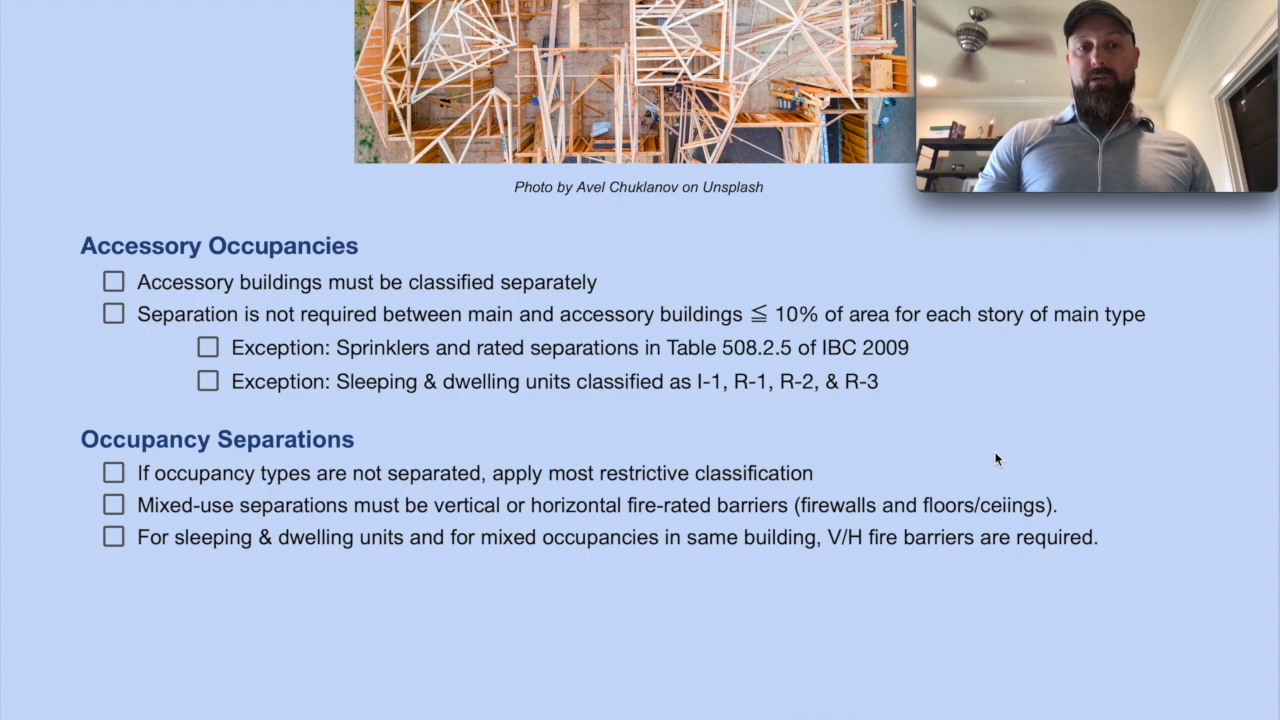 Photo by Avel Chuklanov on Unsplash
Accessory Occupancies
Accessory buildings must be classified separately
Separation is not required between main and accessory buildings ≦ 10% of area for each story of main type
Exception: Sprinklers and rated separations in Table 508.2.5 of IBC 2009
Exception: Sleeping & dwelling units classified as I-1, R-1, R-2, & R-3
Occupancy Separations
If occupancy types are not separated, apply most restrictive classification
Mixed-use separations must be vertical or horizontal fire-rated barriers (firewalls and floors/ceiings).
For sleeping & dwelling units and for mixed occupancies in same building, V/H fire barriers are required.